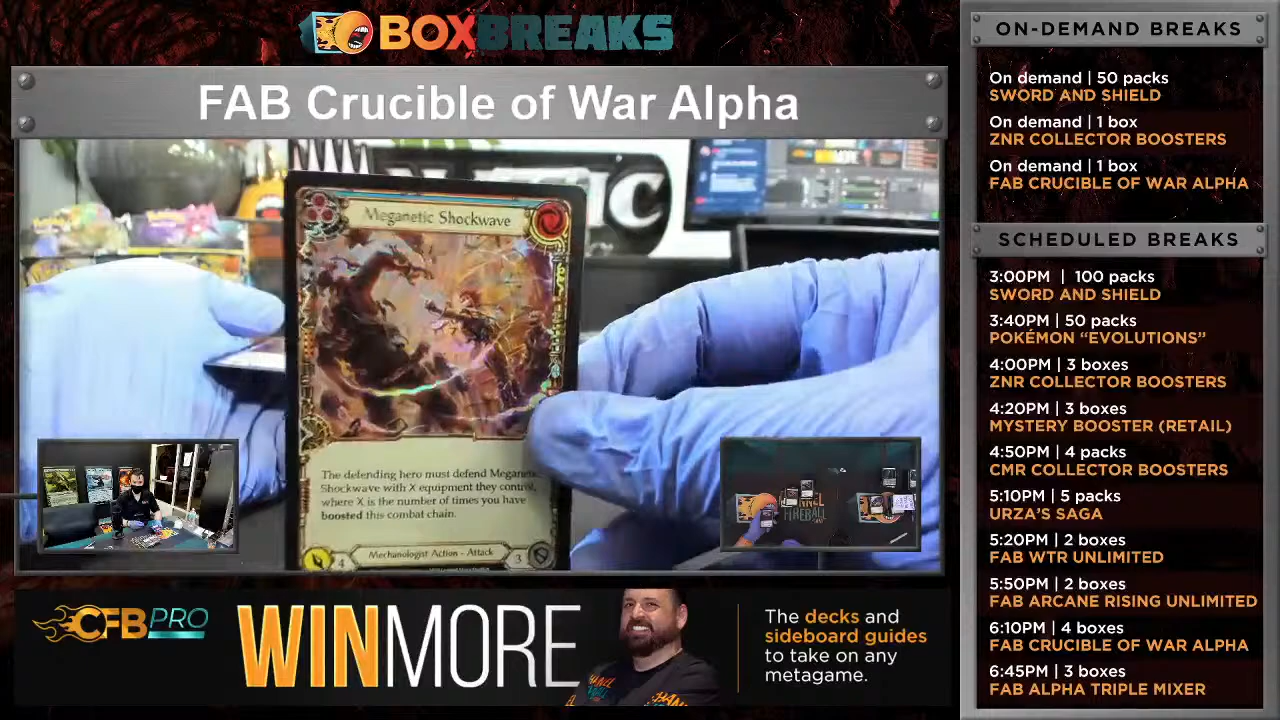 BOXBREAKS
FAB Crucible of War Alpha
Meganetic Shockwave
The defending hero must defend Meganetic
Shockwave with X equipment they control,
where X is the number of times you have
boosted this combat chain.
4
Mechanologist Action - Attack
3
CFBPRO
WINMORE
The decks and
sideboard guides
to take on any
metagame.
ON-DEMAND BREAKS
On demand | 50 packs
SWORD AND SHIELD
On demand | 1 box
ZNR COLLECTOR BOOSTERS
On demand | 1 box
FAB CRUCIBLE OF WAR ALPHA
SCHEDULED BREAKS
3:00PM | 100 packs
SWORD AND SHIELD
3:40PM | 50 packs
POKÉMON “EVOLUTIONS”
4:00PM | 3 boxes
ZNR COLLECTOR BOOSTERS
4:20PM | 3 boxes
MYSTERY BOOSTER (RETAIL)
4:50PM | 4 packs
CMR COLLECTOR BOOSTERS
5:10PM | 5 packs
URZA’S SAGA
5:20PM | 2 boxes
FAB WTR UNLIMITED
5:50PM | 2 boxes
FAB ARCANE RISING UNLIMITED
6:10PM | 4 boxes
FAB CRUCIBLE OF WAR ALPHA
6:45PM | 3 boxes
FAB ALPHA TRIPLE MIXER